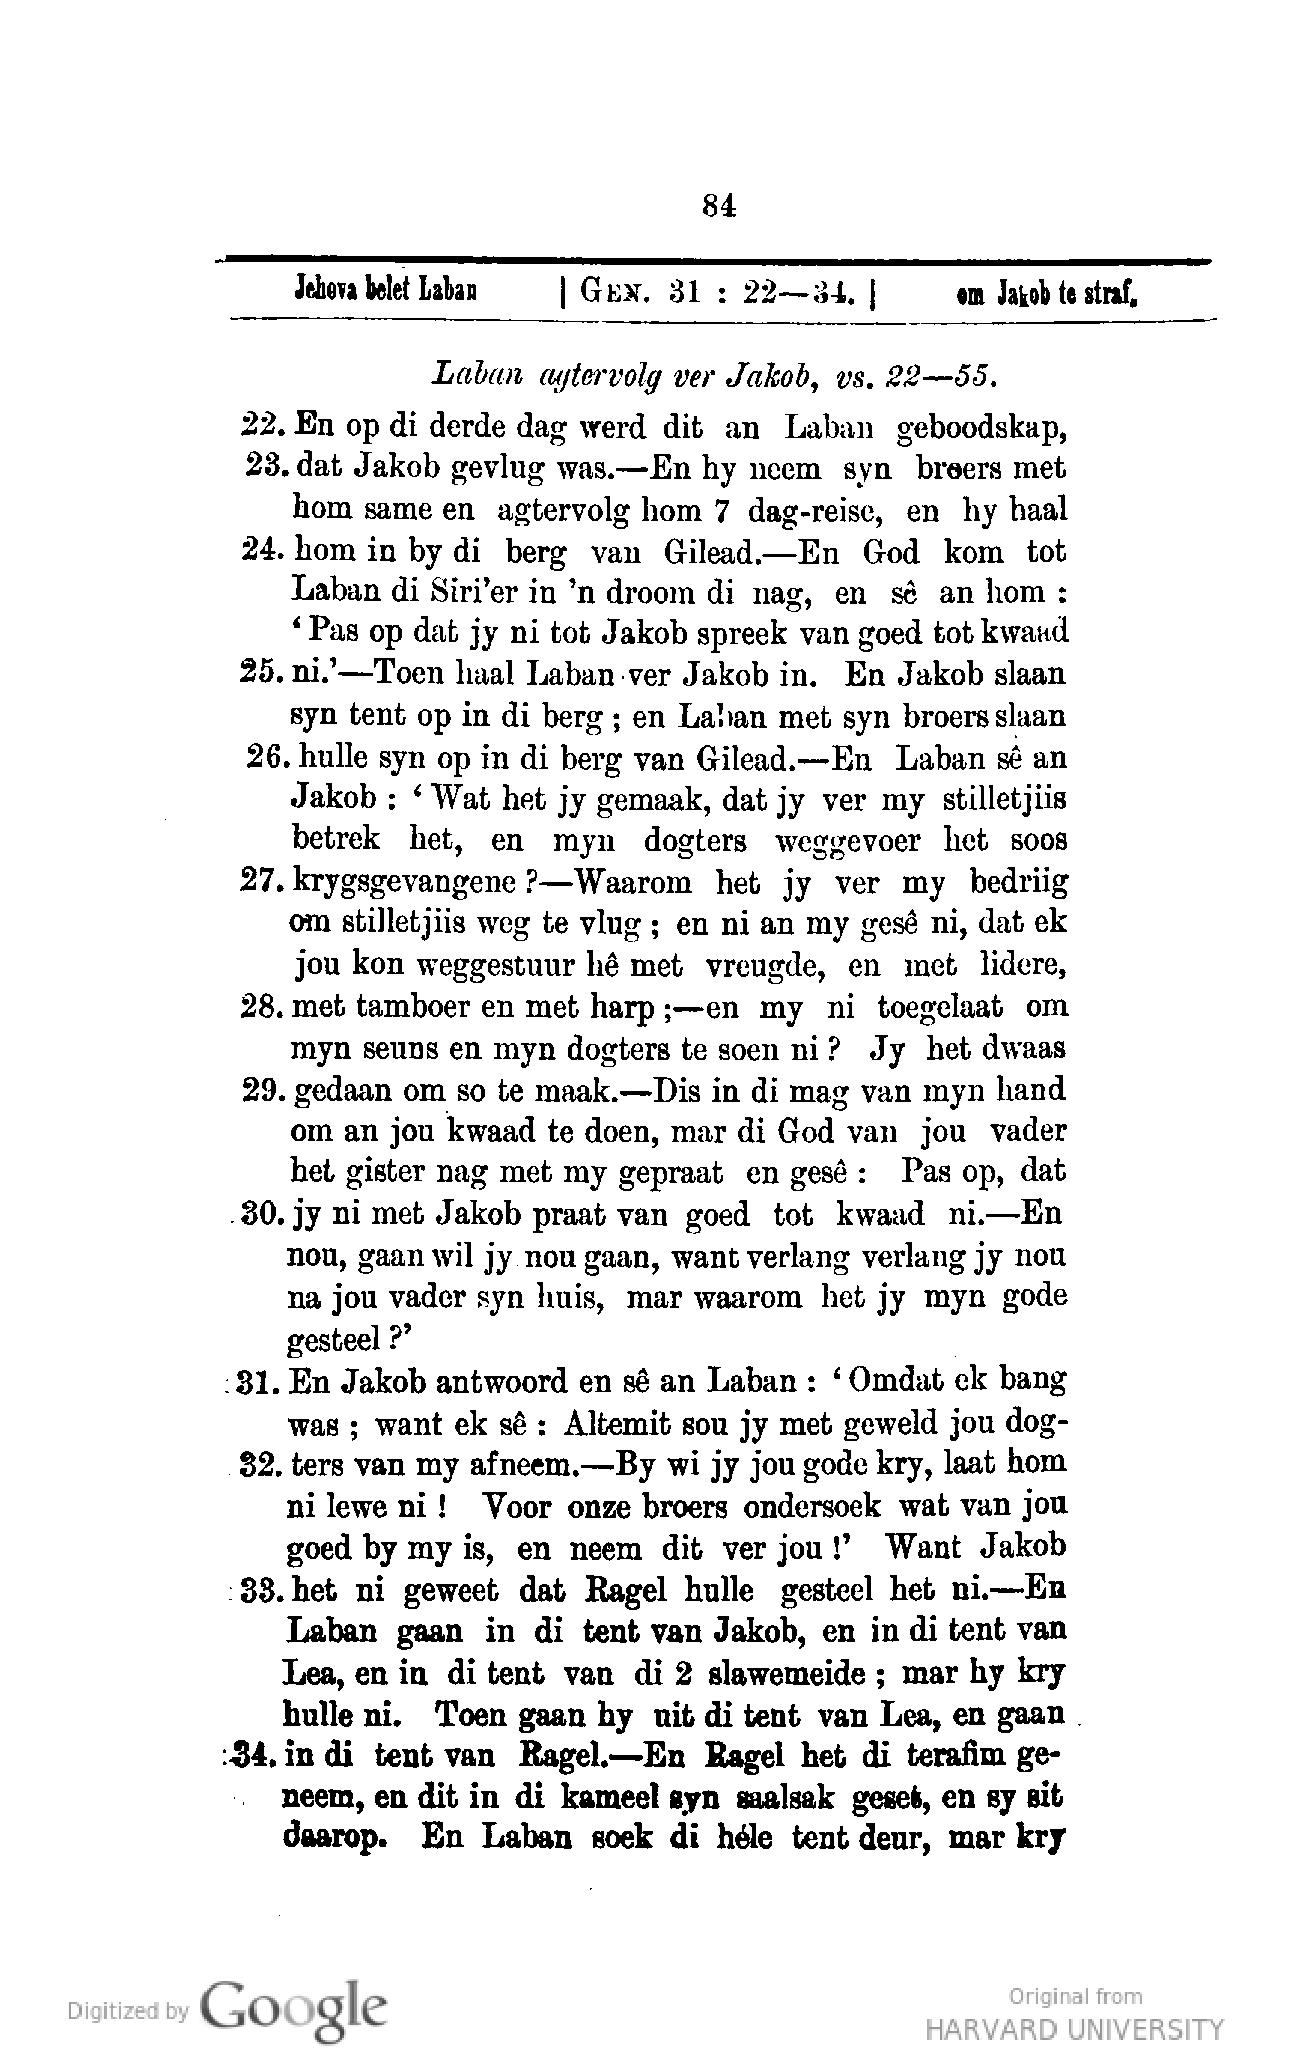 84
Jehova belet Laban | GEN. 31 : 22—34. | om Jakob te straf.
Laban agtervolg ver Jakob, vs. 22—55.
22. En op di derde dag werd dit an Laban geboodskap,
23. dat Jakob gevlug was.—En hy neem syn broers met
hom same en agtervolg hom 7 dag-reise, en hy haal
24. hom in by di berg van Gilead.—En God kom tot
Laban di Siri'er in 'n droom di nag, en sê an hom :
‘Pas op dat jy ni tot Jakob spreek van goed tot kwaad
25. ni.’—Toen haal Laban ver Jakob in. En Jakob slaan
syn tent op in di berg ; en Laban met syn broers slaan
26. hulle syn op in di berg van Gilead.—En Laban sê an
Jakob : ‘Wat het jy gemaak, dat jy ver my stilletjiis
betrek het, en myn dogters weggevoer het soos
27. krygsgevangene ?—Waarom het jy ver my bedriig
om stilletjiis weg te vlug ; en ni an my gesê ni, dat ek
jou kon weggestuur hê met vreugde, en met lidere,
28. met tamboer en met harp ;—en my ni toegelaat om
myn seuns en myn dogters te soen ni ? Jy het dwaas
29. gedaan om so te maak.—Dis in di mag van myn hand
om an jou kwaad te doen, mar di God van jou vader
het gister nag met my gepraat en gesê : Pas op, dat
30. jy ni met Jakob praat van goed tot kwaad ni.—En
nou, gaan wil jy nou gaan, want verlang verlang jy nou
na jou vader syn huis, mar waarom het jy myn gode
gesteel ?’
31. En Jakob antwoord en sê an Laban : ‘Omdat ek bang
was ; want ek sê : Altemit sou jy met geweld jou dog-
32. ters van my afneem.—By wi jy jou gode kry, laat hom
ni lewe ni ! Voor onze broers ondersoek wat van jou
goed by my is, en neem dit ver jou !’ Want Jakob
33. het ni geweet dat Ragel hulle gesteel het ni.—En
Laban gaan in di tent van Jakob, en in di tent van
Lea, en in di tent van di 2 slawemeide ; mar hy kry
hulle ni. Toen gaan hy uit di tent van Lea, en gaan
34. in di tent van Ragel.—En Ragel het di terafim ge-
neem, en dit in di kameel syn saalsak geset, en sy sit
daarop. En Laban soek di héle tent deur, mar kry
Digitized by Google
Original from
HARVARD UNIVERSITY